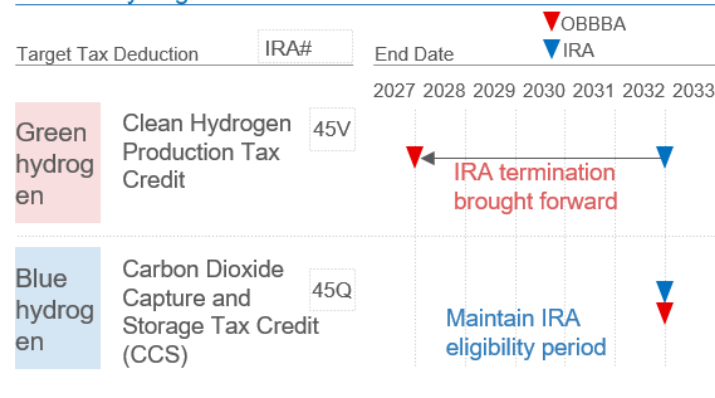 OBBBA
Target Tax Deduction IRA# End Date IRA
2027 2028 2029 2030 2031 2032 2033
Green
hydrog
en
Clean Hydrogen
Production Tax
Credit
45V
IRA termination
brought forward
Blue
hydrog
en
Carbon Dioxide
Capture and
Storage Tax Credit
(CCS)
45Q
Maintain IRA
eligibility period